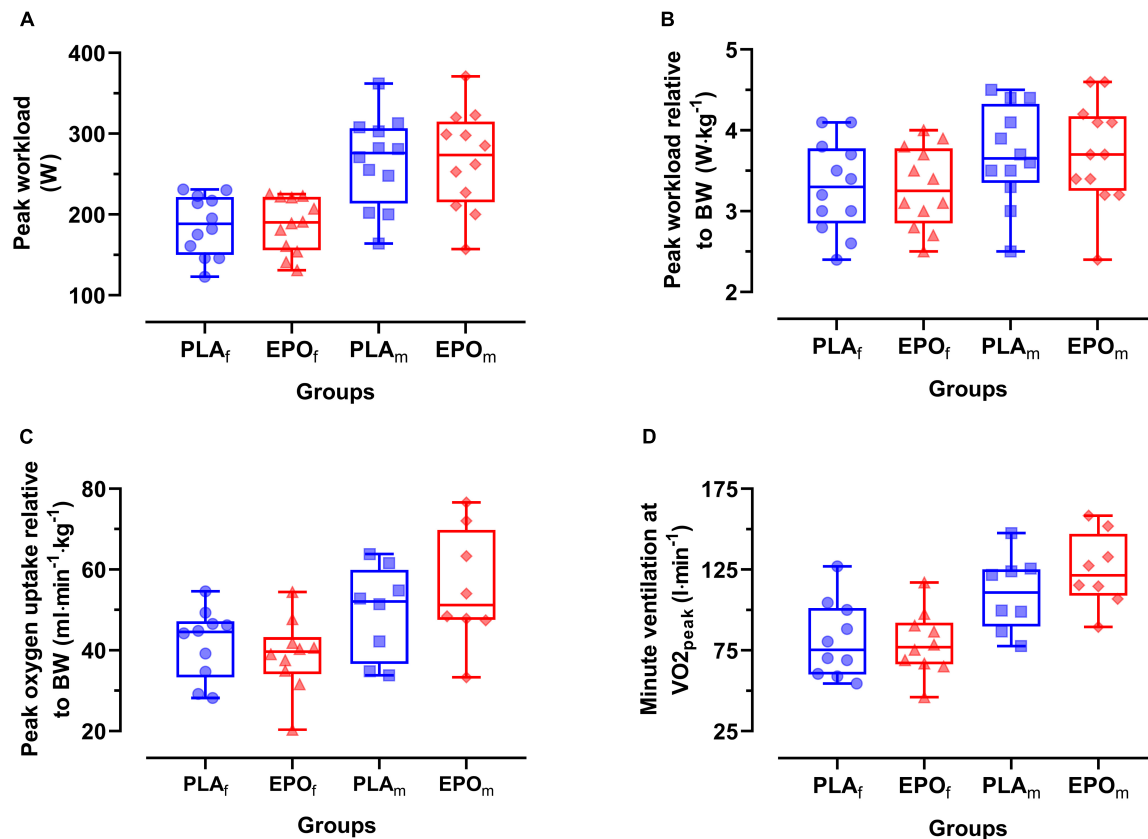 A
Peak workload
(W)
400
300
200
100
PLAf
EPOf
PLAm
EPOm
Groups
B
Peak workload relative
to BW (W·kg⁻¹)
5
4
3
2
PLAf
EPOf
PLAm
EPOm
Groups
C
Peak oxygen uptake relative
to BW (ml·min⁻¹·kg⁻¹)
80
60
40
20
PLAf
EPOf
PLAm
EPOm
Groups
D
Minute ventilation at
VO2peak (l·min⁻¹)
175
125
75
25
PLAf
EPOf
PLAm
EPOm
Groups